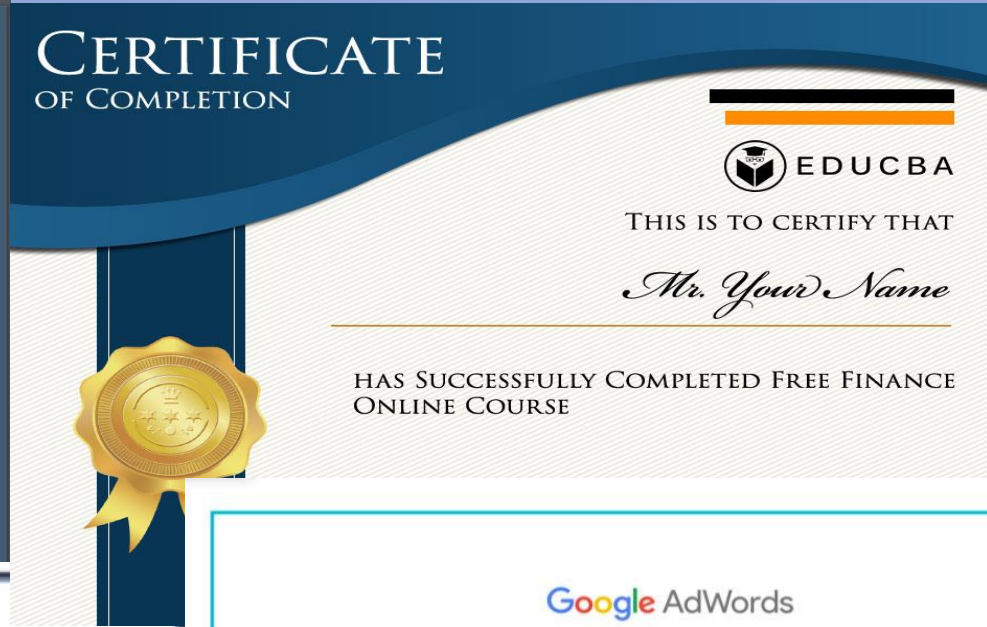 CERTIFICATE
OF COMPLETION
EDUCBA
THIS IS TO CERTIFY THAT
Mr. Your Name
HAS SUCCESSFULLY COMPLETED FREE FINANCE
ONLINE COURSE
Google AdWords